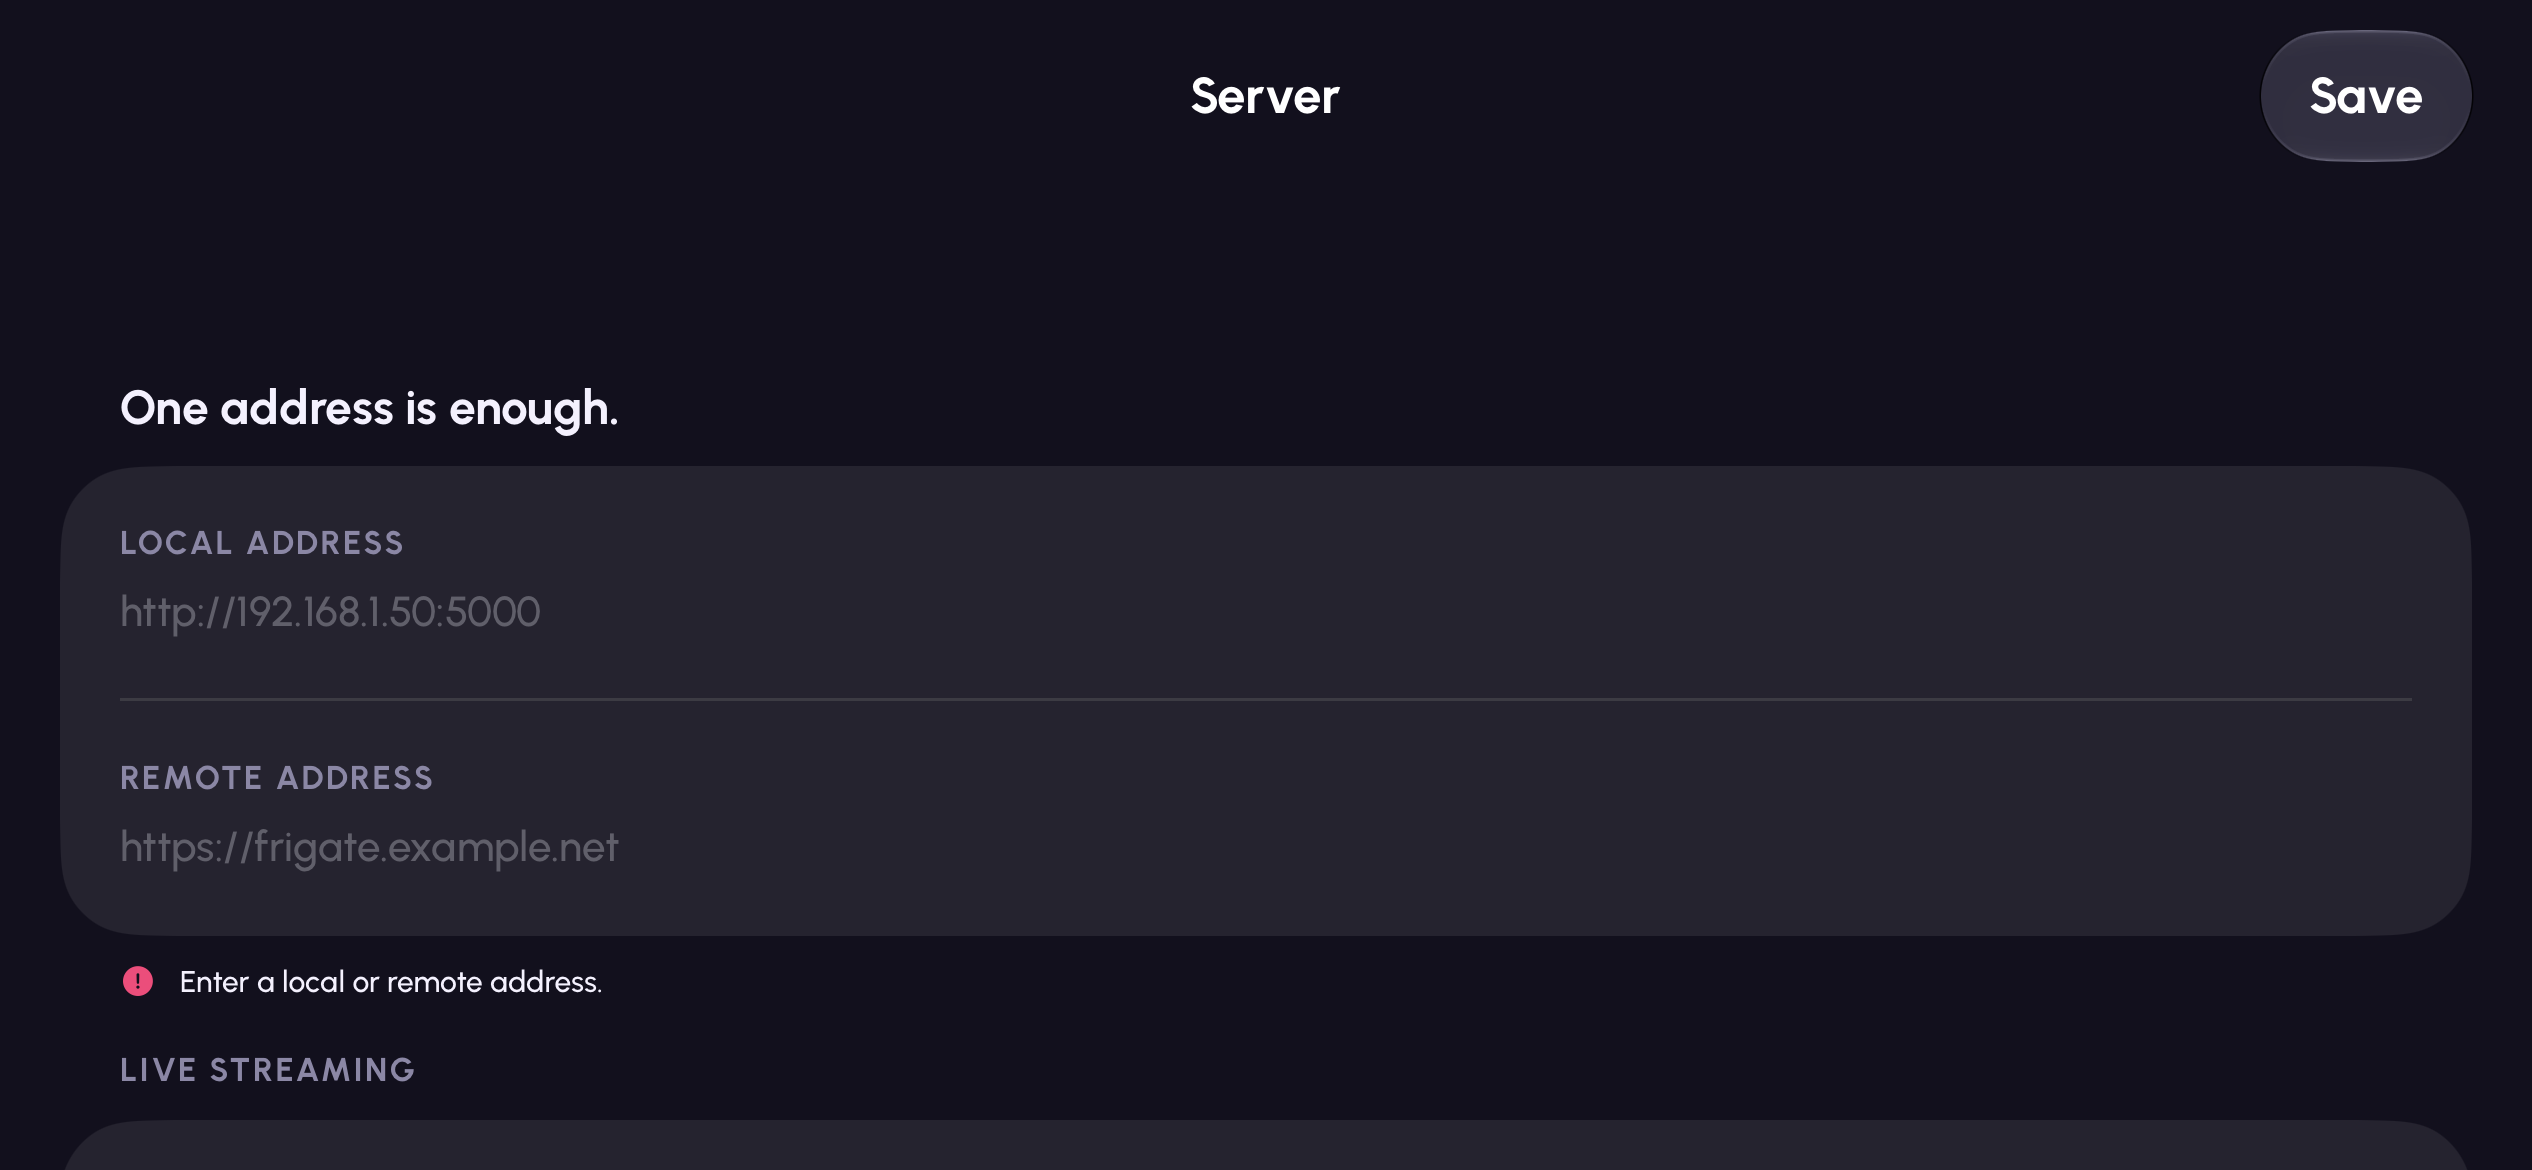 Server
Save
One address is enough.
LOCAL ADDRESS
http://192.168.1.50:5000
REMOTE ADDRESS
https://frigate.example.net
Enter a local or remote address.
LIVE STREAMING